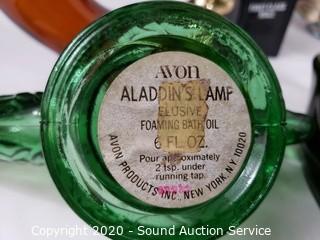 AVON
ALADDIN'S LAMP
ELUSIVE
FOAMING BATH OIL
6 FL. OZ.
Pour approximately
2 tsp. under
running tap.
AVON PRODUCTS INC., NEW YORK, N.Y. 10020
Copyright © 2020 - Auction Service